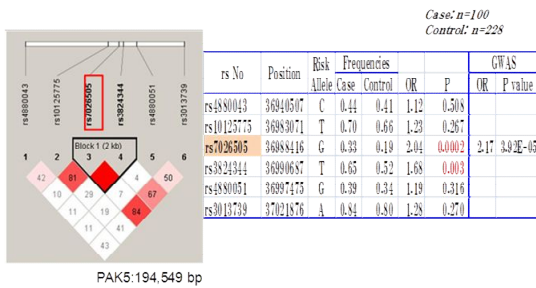 Case: n=100
Control: n=228
rs4880043 rs10125775 rs7026505 rs3824344 rs4880051 rs3013739
Block 1 (2 kb)
1 2 3 4 5 6
42 81 4 50
10 29 7 67
11 19 84
11 41
43
PAK5:194,549 bp
rs No Position Risk Allele Frequencies Case Control OR P GWAS OR P value
rs4880043 36940507 C 0.44 0.41 1.12 0.508
rs10125775 36983071 T 0.70 0.66 1.23 0.267
rs7026505 36988416 G 0.33 0.19 2.04 0.0002 2.17 3.92E-05
rs3824344 36990687 T 0.65 0.52 1.68 0.003
rs4880051 36997475 G 0.39 0.34 1.19 0.316
rs3013739 37021876 A 0.84 0.80 1.28 0.270